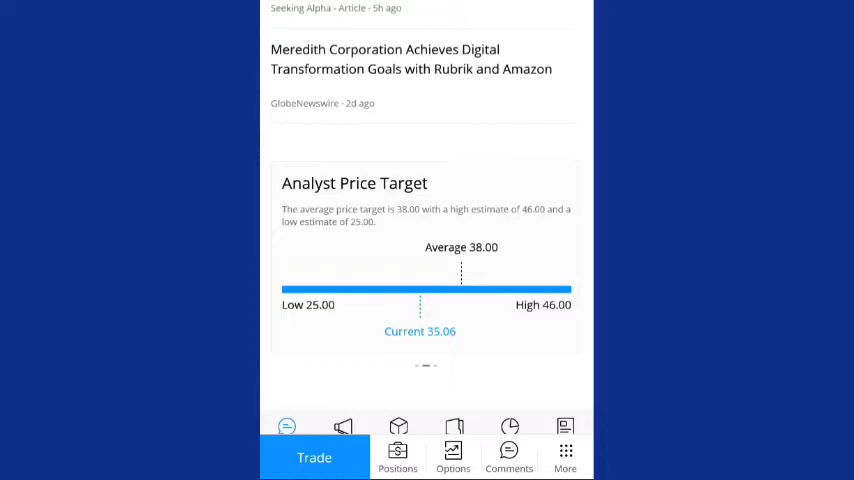 Seeking Alpha - Article · 5h ago
Meredith Corporation Achieves Digital
Transformation Goals with Rubrik and Amazon
GlobeNewswire · 2d ago
Analyst Price Target
The average price target is 38.00 with a high estimate of 46.00 and a
low estimate of 25.00.
Average 38.00
Low 25.00
High 46.00
Current 35.06
Trade
Positions
Options
Comments
More